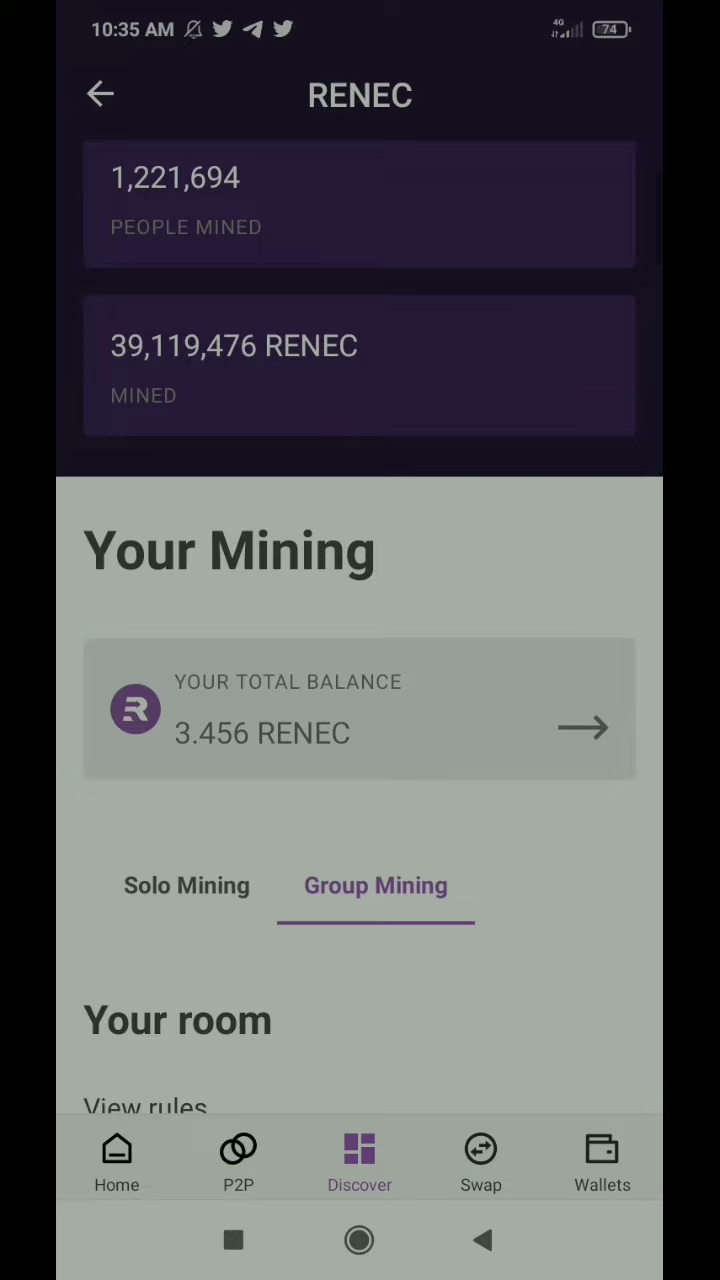 10:35 AM 4G 74
RENEC
1,221,694
PEOPLE MINED
39,119,476 RENEC
MINED
Your Mining
YOUR TOTAL BALANCE
3.456 RENEC
Solo Mining Group Mining
Your room
View rules
Home P2P Discover Swap Wallets